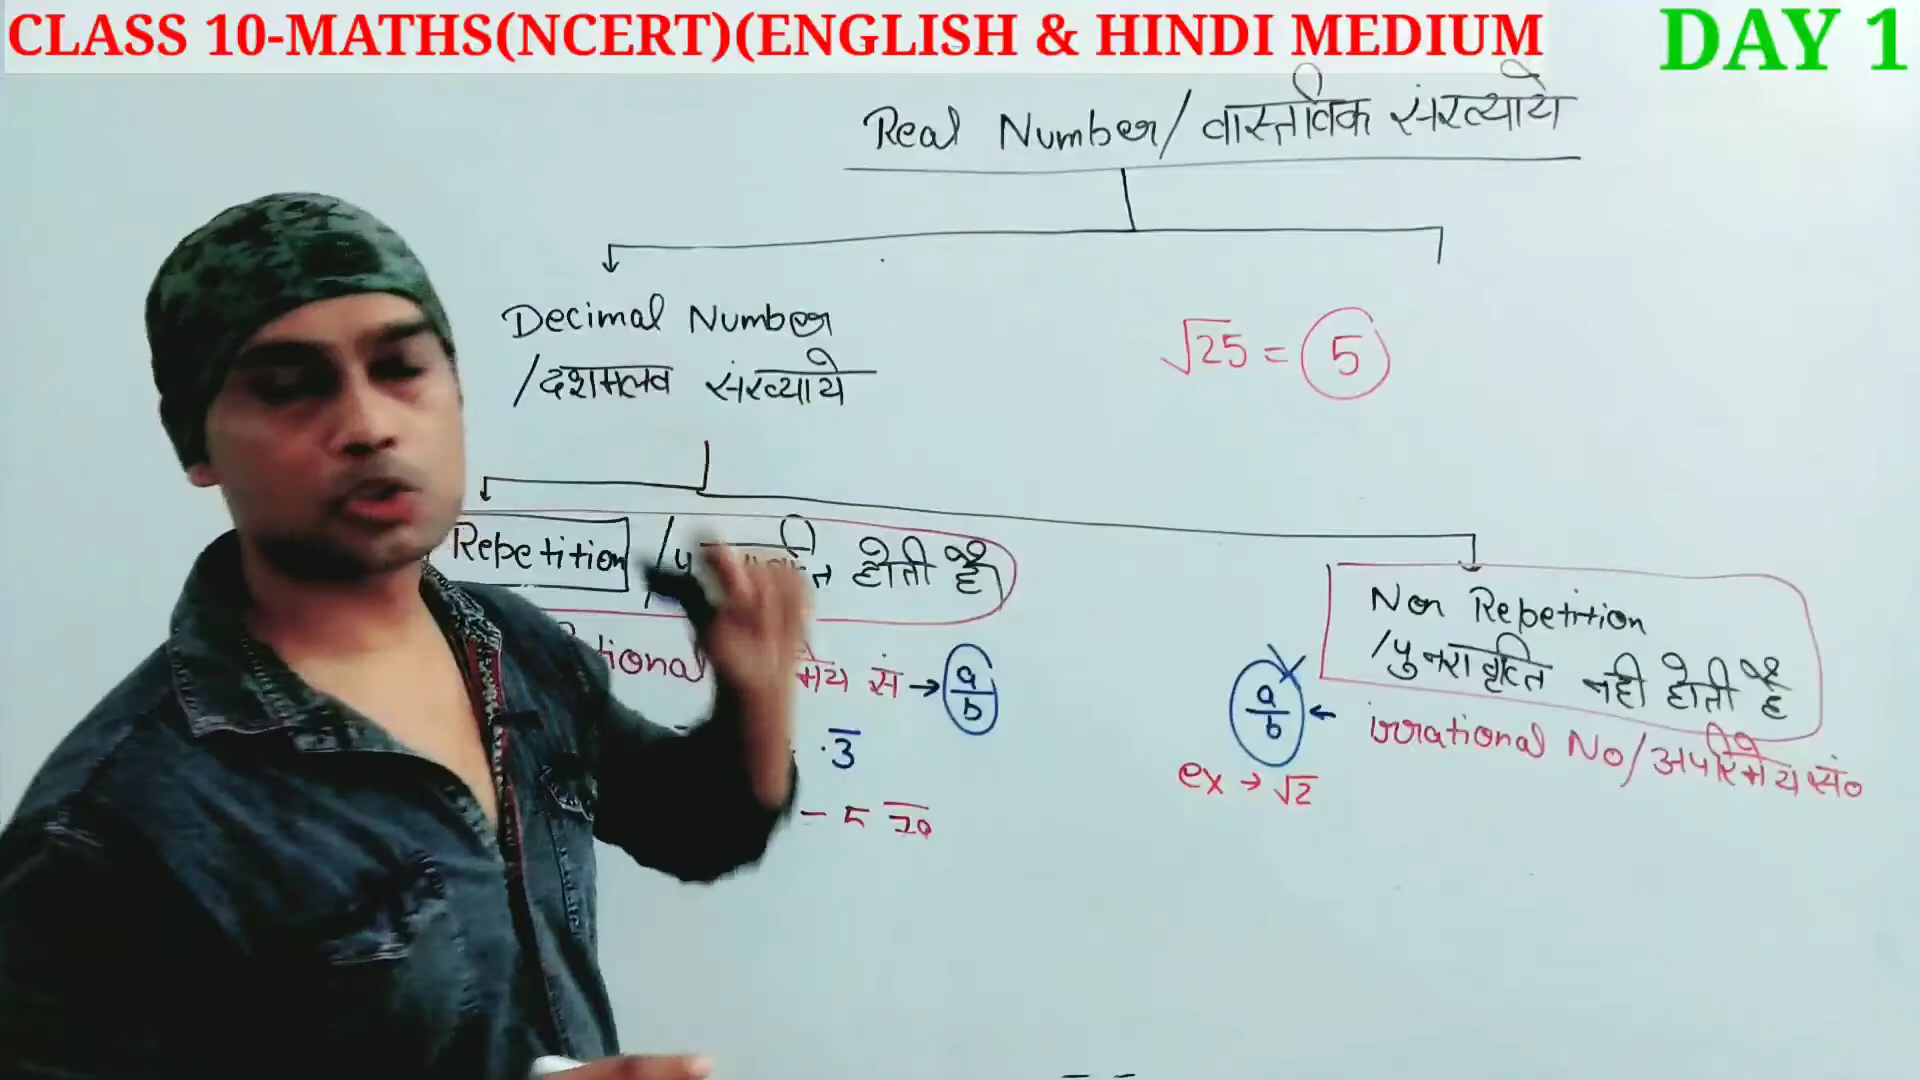 CLASS 10-MATHS(NCERT)(ENGLISH & HINDI MEDIUM
DAY 1
Real Number/ वास्तविक संख्याये
Decimal Number
/दशमलव संख्याये
√25 = 5
Repetition / होती है
Non Repetition
/पुनरावृत्ति नही होती है
tional मेय सं → a/b
a/b ← irrational No/अपरिमेय सं०
.3̅
ex → √2